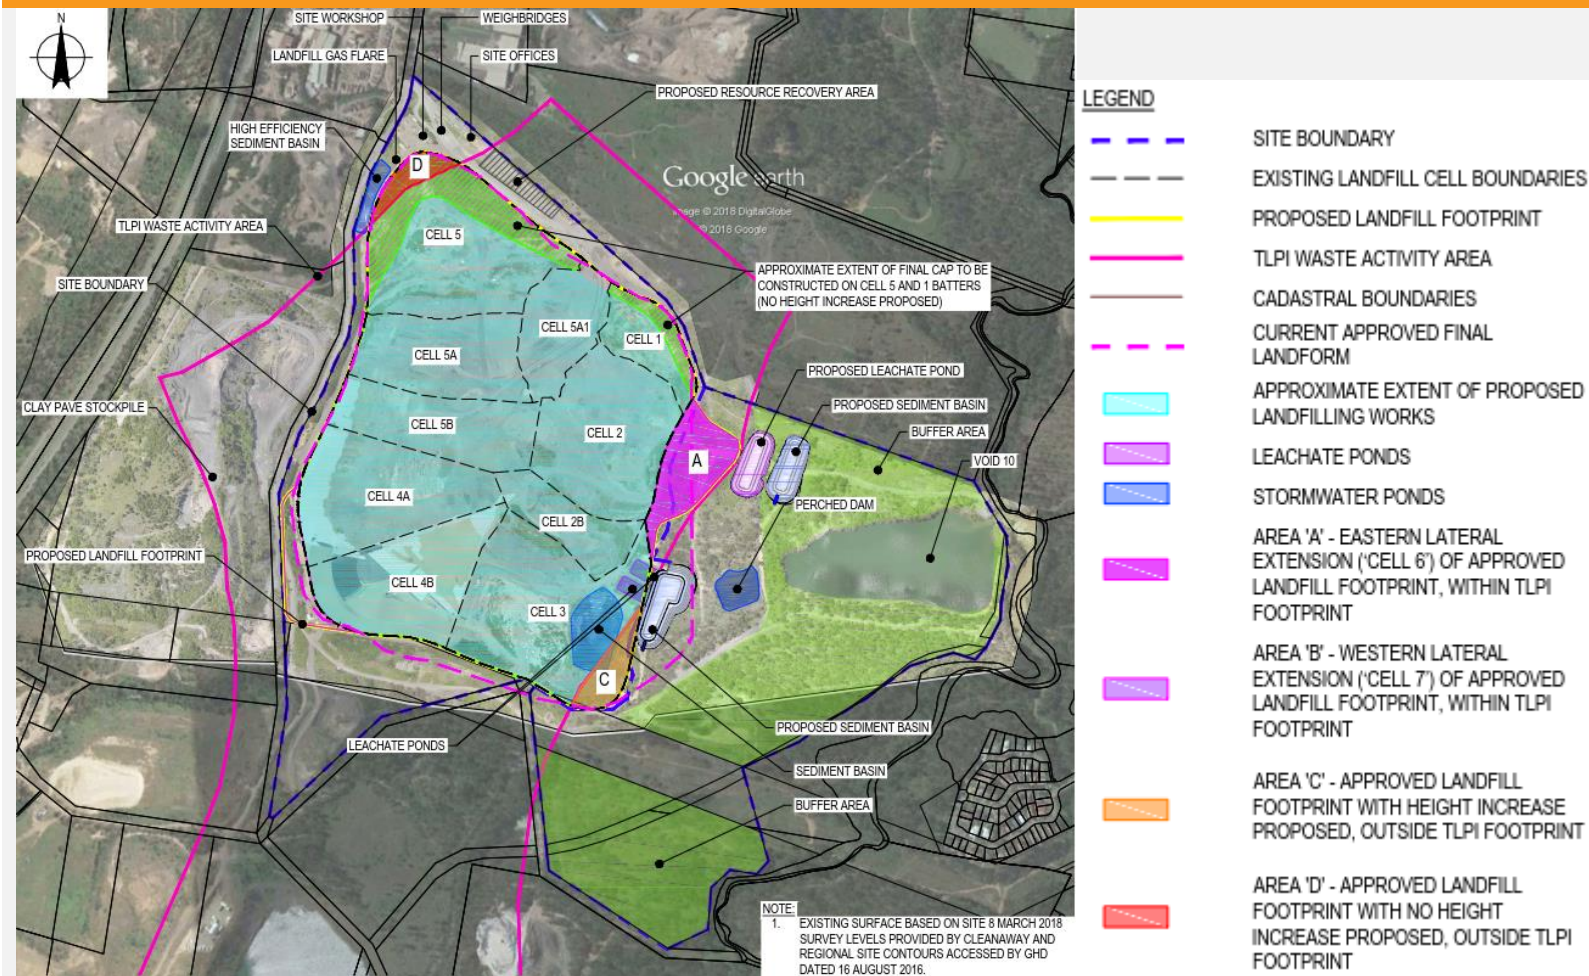 N
SITE WORKSHOP
WEIGHBRIDGES
LANDFILL GAS FLARE
SITE OFFICES
PROPOSED RESOURCE RECOVERY AREA
HIGH EFFICIENCY
SEDIMENT BASIN
D
Google earth
Image © 2018 DigitalGlobe
© 2018 Google
TLPI WASTE ACTIVITY AREA
CELL 5
SITE BOUNDARY
APPROXIMATE EXTENT OF FINAL CAP TO BE
CONSTRUCTED ON CELL 5 AND 1 BATTERS
(NO HEIGHT INCREASE PROPOSED)
CELL 5A1
CELL 1
CELL 5A
PROPOSED LEACHATE POND
CLAY PAVE STOCKPILE
PROPOSED SEDIMENT BASIN
CELL 5B
CELL 2
BUFFER AREA
A
VOID 10
CELL 4A
PERCHED DAM
CELL 2B
PROPOSED LANDFILL FOOTPRINT
CELL 4B
CELL 3
C
PROPOSED SEDIMENT BASIN
LEACHATE PONDS
SEDIMENT BASIN
BUFFER AREA
NOTE:
1. EXISTING SURFACE BASED ON SITE 8 MARCH 2018
SURVEY LEVELS PROVIDED BY CLEANAWAY AND
REGIONAL SITE CONTOURS ACCESSED BY GHD
DATED 16 AUGUST 2016.
LEGEND
SITE BOUNDARY
EXISTING LANDFILL CELL BOUNDARIES
PROPOSED LANDFILL FOOTPRINT
TLPI WASTE ACTIVITY AREA
CADASTRAL BOUNDARIES
CURRENT APPROVED FINAL
LANDFORM
APPROXIMATE EXTENT OF PROPOSED
LANDFILLING WORKS
LEACHATE PONDS
STORMWATER PONDS
AREA 'A' - EASTERN LATERAL
EXTENSION ('CELL 6') OF APPROVED
LANDFILL FOOTPRINT, WITHIN TLPI
FOOTPRINT
AREA 'B' - WESTERN LATERAL
EXTENSION ('CELL 7') OF APPROVED
LANDFILL FOOTPRINT, WITHIN TLPI
FOOTPRINT
AREA 'C' - APPROVED LANDFILL
FOOTPRINT WITH HEIGHT INCREASE
PROPOSED, OUTSIDE TLPI FOOTPRINT
AREA 'D' - APPROVED LANDFILL
FOOTPRINT WITH NO HEIGHT
INCREASE PROPOSED, OUTSIDE TLPI
FOOTPRINT